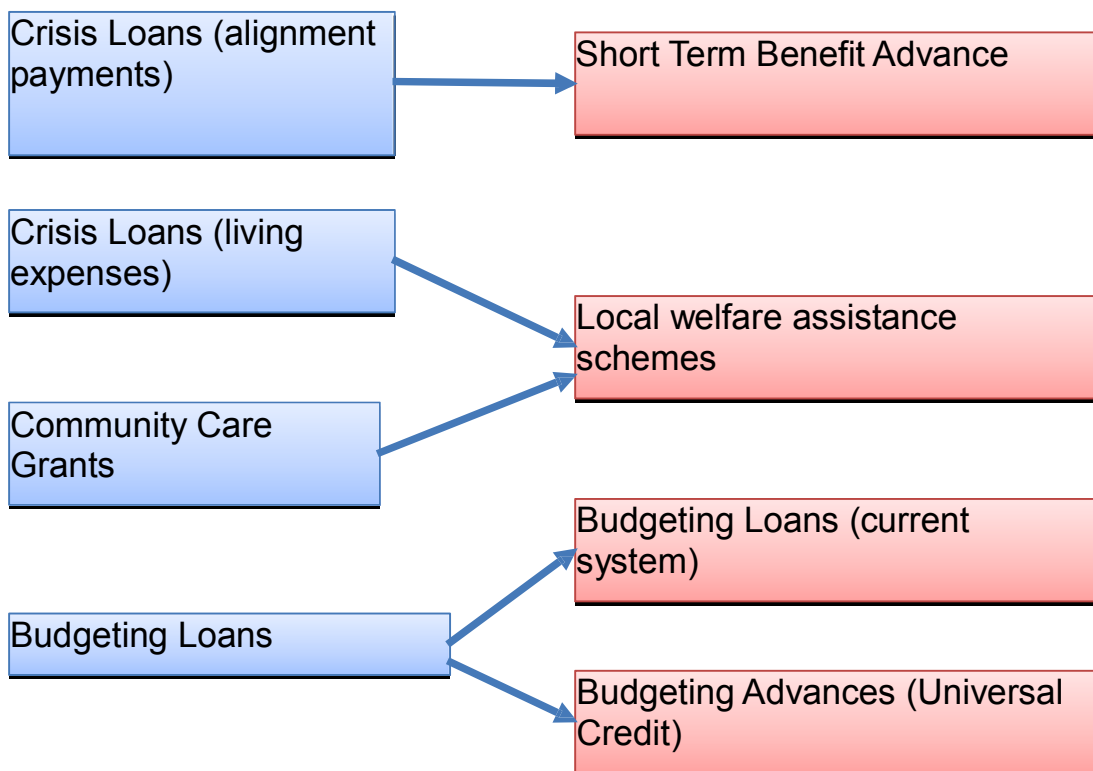 Crisis Loans (alignment
payments)
Short Term Benefit Advance
Crisis Loans (living
expenses)
Local welfare assistance
schemes
Community Care
Grants
Budgeting Loans (current
system)
Budgeting Loans
Budgeting Advances (Universal
Credit)